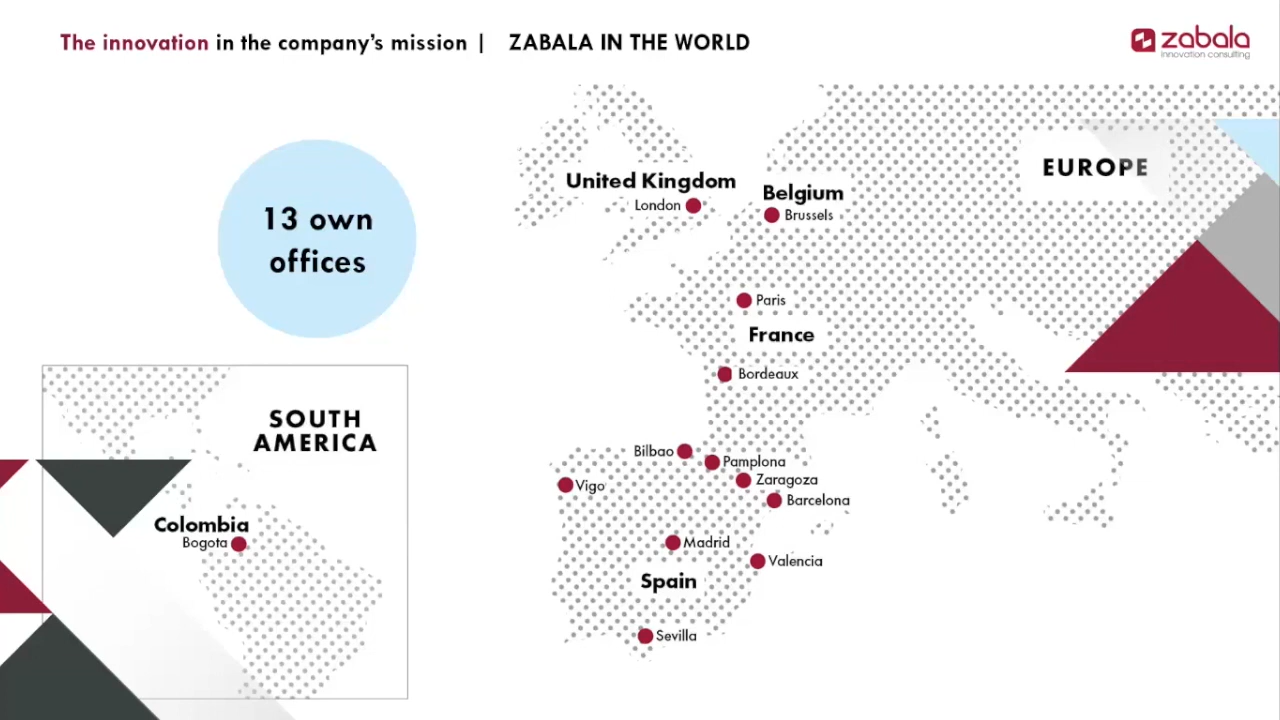 The innovation in the company's mission | ZABALA IN THE WORLD
zabala
innovation consulting
13 own
offices
EUROPE
United Kingdom
London
Belgium
Brussels
Paris
France
Bordeaux
SOUTH
AMERICA
Colombia
Bogota
Bilbao
Pamplona
Zaragoza
Vigo
Barcelona
Madrid
Valencia
Spain
Sevilla